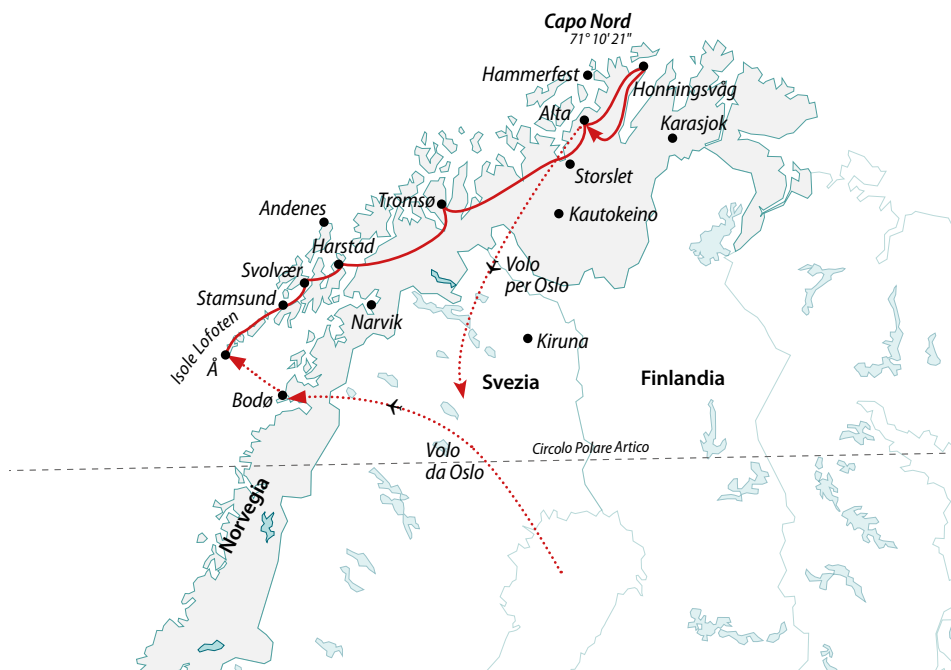 Capo Nord
71° 10' 21"
Hammerfest
Honningsvåg
Alta
Karasjok
Storslet
Tromsø
Kautokeino
Andenes
Harstad
Svolvær
Volo
per Oslo
Stamsund
Narvik
Isole Lofoten
Kiruna
Å
Svezia
Finlandia
Bodø
Volo
da Oslo
Circolo Polare Artico
Norvegia